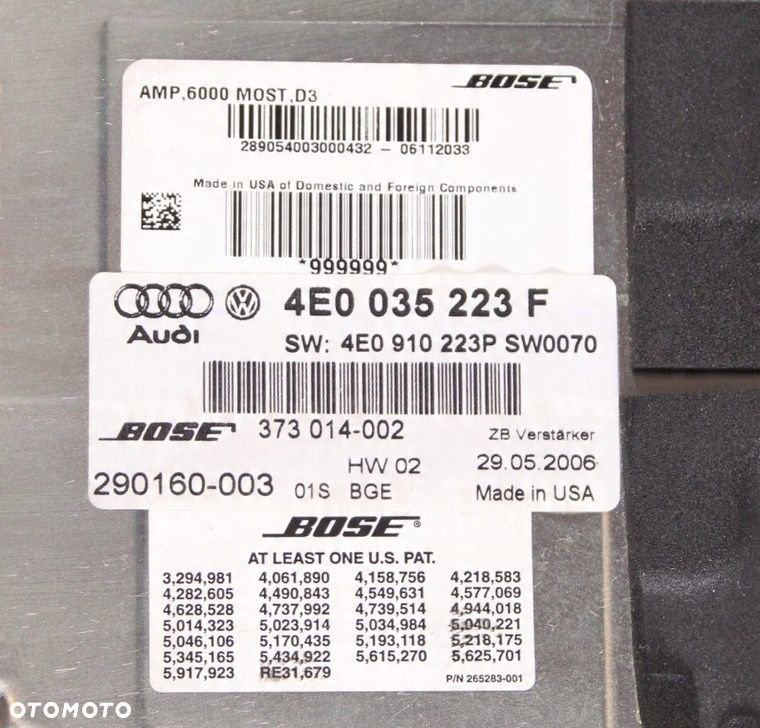 BOSE
AMP,6000 MOST,D3
289054003000432 - 06112033
Made in USA of Domestic and Foreign Components
*999999*
Audi
4E0 035 223 F
SW: 4E0 910 223P SW0070
BOSE 373 014-002 ZB Verstärker
HW 02 29.05.2006
290160-003 01S BGE Made in USA
BOSE®
AT LEAST ONE U.S. PAT.
3,294,981 4,061,890 4,158,756 4,218,583
4,282,605 4,490,843 4,549,631 4,577,069
4,628,528 4,737,992 4,739,514 4,944,018
5,014,323 5,023,914 5,034,984 5,040,221
5,046,106 5,170,435 5,193,118 5,218,175
5,345,165 5,434,922 5,615,270 5,625,701
5,917,923 RE31,679
P/N 265283-001
OTOMOTO